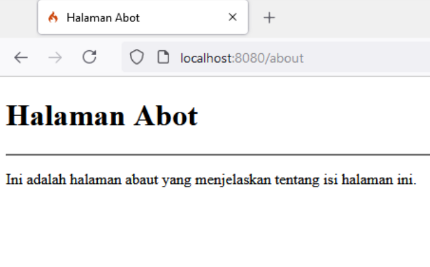 Halaman Abot
localhost:8080/about
Halaman Abot
Ini adalah halaman abaut yang menjelaskan tentang isi halaman ini.